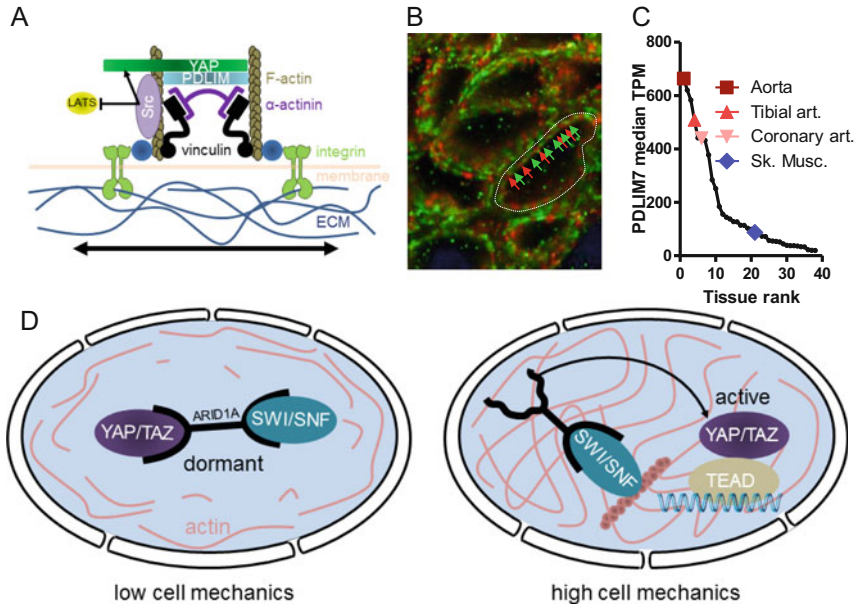 A
YAP
PDLIM
F-actin
LATS
Src
α-actinin
vinculin
integrin
membrane
ECM
B
C
PDLIM7 median TPM
800
600
400
200
0
0
10
20
30
40
Tissue rank
Aorta
Tibial art.
Coronary art.
Sk. Musc.
D
YAP/TAZ
ARID1A
SWI/SNF
dormant
actin
low cell mechanics
active
YAP/TAZ
SWI/SNF
TEAD
high cell mechanics